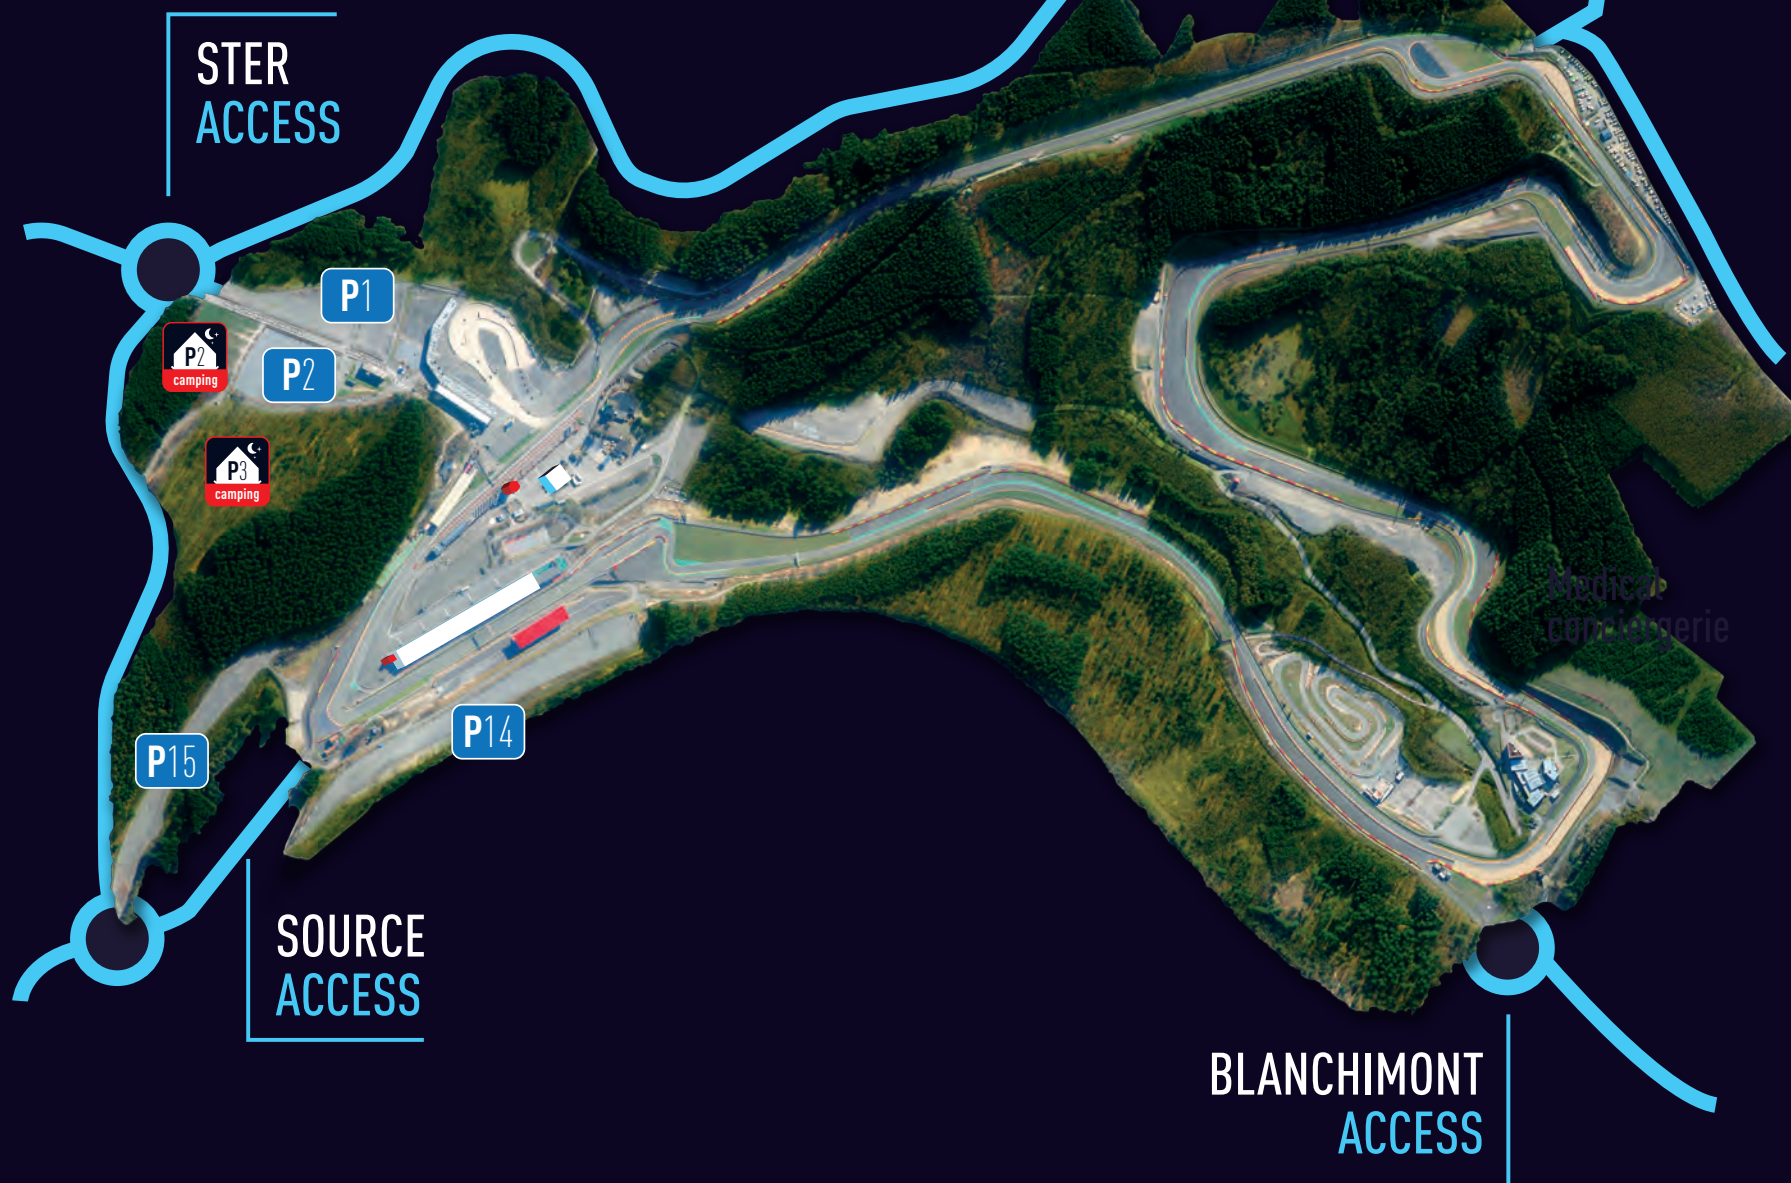 STER
ACCESS
P1
P2
camping
P2
P3
camping
P15
P14
Medical
conciergerie
SOURCE
ACCESS
BLANCHIMONT
ACCESS